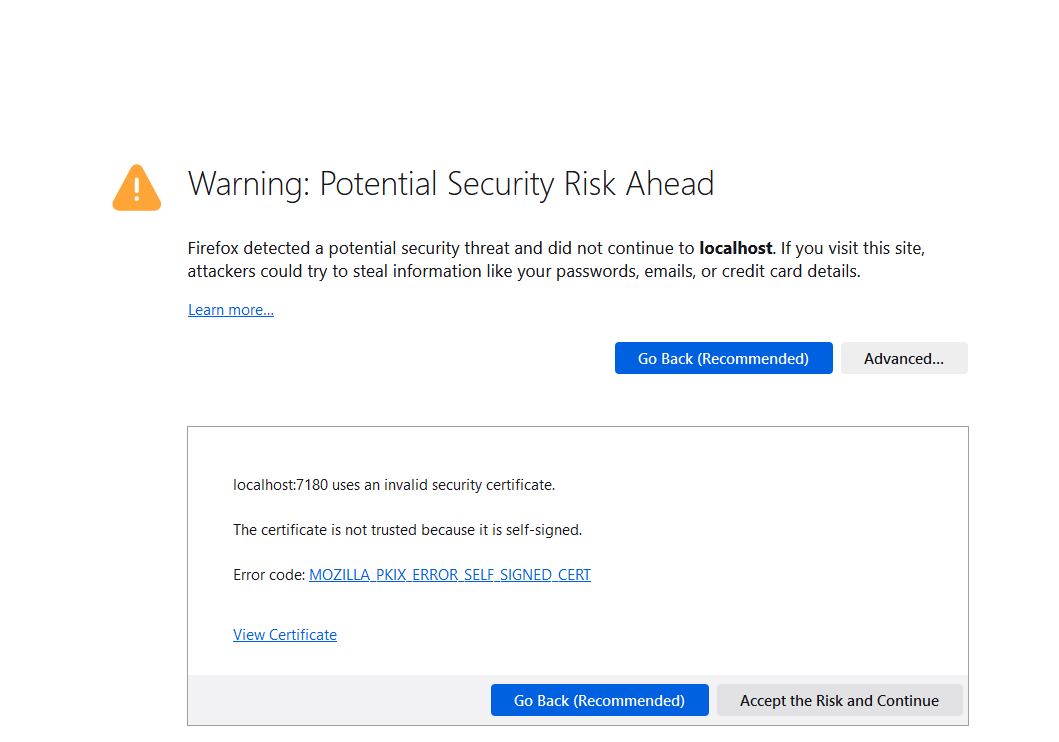 Warning: Potential Security Risk Ahead
Firefox detected a potential security threat and did not continue to localhost. If you visit this site,
attackers could try to steal information like your passwords, emails, or credit card details.
Learn more...
Go Back (Recommended)
Advanced...
localhost:7180 uses an invalid security certificate.
The certificate is not trusted because it is self-signed.
Error code: MOZILLA_PKIX_ERROR_SELF_SIGNED_CERT
View Certificate
Go Back (Recommended)
Accept the Risk and Continue